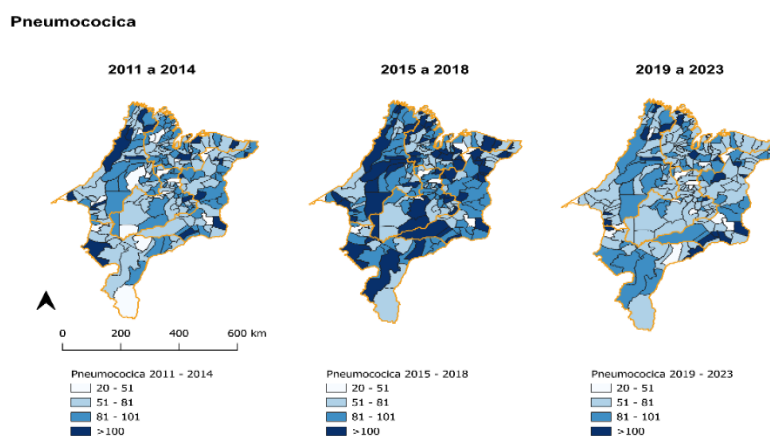 Pneumococica
2011 a 2014
2015 a 2018
2019 a 2023
0 200 400 600 km
Pneumococica 2011 - 2014
20 - 51
51 - 81
81 - 101
>100
Pneumococica 2015 - 2018
20 - 51
51 - 81
81 - 101
>100
Pneumococica 2019 - 2023
20 - 51
51 - 81
81 - 101
>100